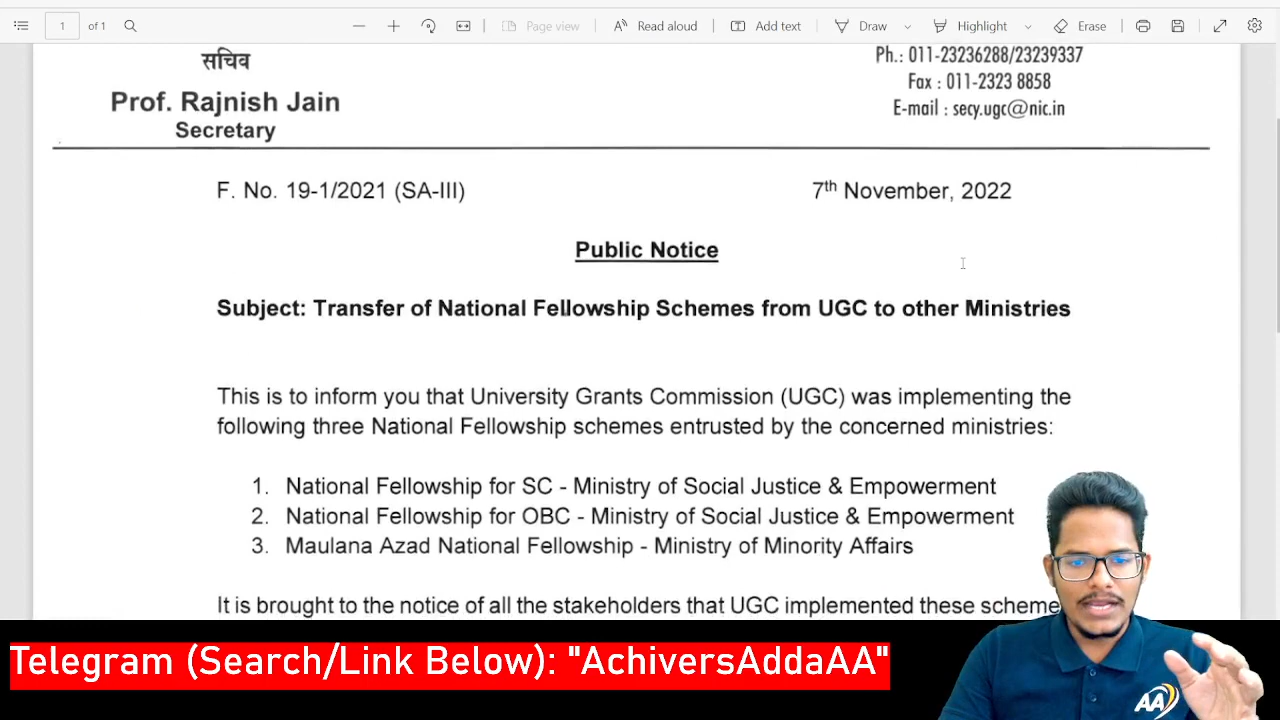 1 of 1 Page view Read aloud Add text Draw Highlight Erase
सचिव
Prof. Rajnish Jain
Secretary
Ph.: 011-23236288/23239337
Fax : 011-2323 8858
E-mail : secy.ugc@nic.in
F. No. 19-1/2021 (SA-III) 7th November, 2022
Public Notice
Subject: Transfer of National Fellowship Schemes from UGC to other Ministries
This is to inform you that University Grants Commission (UGC) was implementing the
following three National Fellowship schemes entrusted by the concerned ministries:
1. National Fellowship for SC - Ministry of Social Justice & Empowerment
2. National Fellowship for OBC - Ministry of Social Justice & Empowerment
3. Maulana Azad National Fellowship - Ministry of Minority Affairs
It is brought to the notice of all the stakeholders that UGC implemented these scheme
Telegram (Search/Link Below): "AchiversAddaAA"
AA